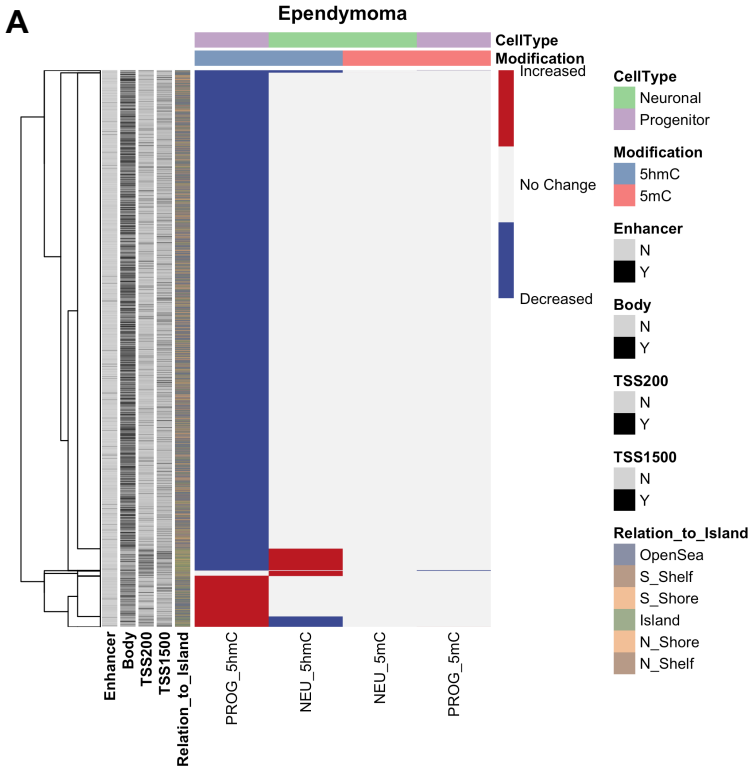 A
Ependymoma
CellType
Modification
Increased
No Change
Decreased
CellType
Neuronal
Progenitor
Modification
5hmC
5mC
Enhancer
N
Y
Body
N
Y
TSS200
N
Y
TSS1500
N
Y
Relation_to_Island
OpenSea
S_Shelf
S_Shore
Island
N_Shore
N_Shelf
Enhancer
Body
TSS200
TSS1500
Relation_to_Island
PROG_5hmC
NEU_5hmC
NEU_5mC
PROG_5mC